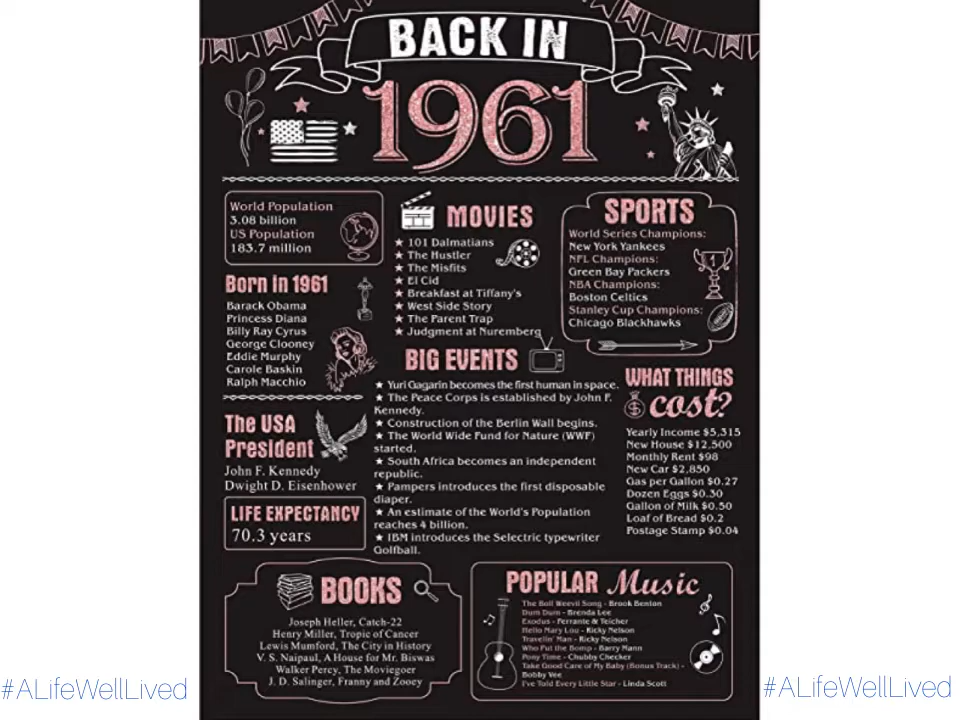 BACK IN
1961
World Population
3.08 billion
US Population
183.7 million
Born in 1961
Barack Obama
Princess Diana
Billy Ray Cyrus
George Clooney
Eddie Murphy
Carole Baskin
Ralph Macchio
The USA
President
John F. Kennedy
Dwight D. Eisenhower
LIFE EXPECTANCY
70.3 years
MOVIES
★ 101 Dalmatians
★ The Hustler
★ The Misfits
★ El Cid
★ Breakfast at Tiffany's
★ West Side Story
★ The Parent Trap
★ Judgment at Nuremberg
BIG EVENTS
★ Yuri Gagarin becomes the first human in space.
★ The Peace Corps is established by John F.
Kennedy.
★ Construction of the Berlin Wall begins.
★ The World Wide Fund for Nature (WWF)
started.
★ South Africa becomes an independent
republic.
★ Pampers introduces the first disposable
diaper.
★ An estimate of the World's Population
reaches 4 billion.
★ IBM introduces the Selectric typewriter
Golfball.
SPORTS
World Series Champions:
New York Yankees
NFL Champions:
Green Bay Packers
NBA Champions:
Boston Celtics
Stanley Cup Champions:
Chicago Blackhawks
1
WHAT THINGS
$ cost?
Yearly Income $5,315
New House $12,500
Monthly Rent $98
New Car $2,850
Gas per Gallon $0.27
Dozen Eggs $0.30
Gallon of Milk $0.50
Loaf of Bread $0.2
Postage Stamp $0.04
BOOKS
Joseph Heller, Catch-22
Henry Miller, Tropic of Cancer
Lewis Mumford, The City in History
V. S. Naipaul, A House for Mr. Biswas
Walker Percy, The Moviegoer
J. D. Salinger, Franny and Zooey
POPULAR Music
The Boll Weevil Song - Brook Benton
Dum Dum - Brenda Lee
Exodus - Ferrante & Teicher
Hello Mary Lou - Ricky Nelson
Travelin' Man - Ricky Nelson
Who Put the Bomp - Barry Mann
Pony Time - Chubby Checker
Take Good Care of My Baby (Bonus Track) -
Bobby Vee
I've Told Every Little Star - Linda Scott
#ALifeWellLived
#ALifeWellLived